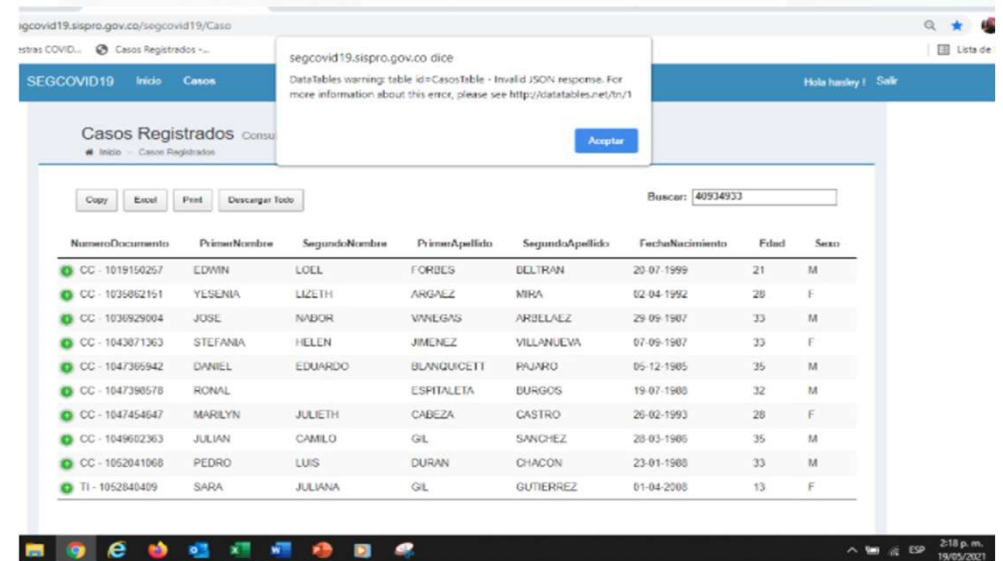 igcovid19.sispro.gov.co/segcovid19/Caso
estras COVID... Casos Registrados -... Lista de
segcovid19.sispro.gov.co dice
DataTables warning: table id=CasosTable - Invalid JSON response. For
more information about this error, please see http://datatables.net/tn/1
Aceptar
SEGCOVID19 Inicio Casos Salir
Casos Registrados Consu
Inicio - Casos Registrados
Copy Excel Print Descargar Todo Buscar: 40934933
NumeroDocumento PrimerNombre SegundoNombre PrimerApellido SegundoApellido FechaNacimiento Edad Sexo
CC - 1019150257 EDWIN LOEL FORBES BELTRAN 20-07-1999 21 M
CC - 1035862151 YESENIA LIZETH ARGAEZ MIRA 02-04-1992 28 F
CC - 1036929004 JOSE NABOR VANEGAS ARBELAEZ 29-09-1987 33 M
CC - 1043871363 STEFANIA HELEN JIMENEZ VILLANUEVA 07-09-1987 33 F
CC - 1047365942 DANIEL EDUARDO BLANQUICETT PAJARO 05-12-1985 35 M
CC - 1047398578 RONAL ESPITALETA BURGOS 19-07-1988 32 M
CC - 1047454647 MARILYN JULIETH CABEZA CASTRO 26-02-1993 28 F
CC - 1049602363 JULIAN CAMILO GIL SANCHEZ 28-03-1986 35 M
CC - 1052041068 PEDRO LUIS DURAN CHACON 23-01-1988 33 M
TI - 1052840409 SARA JULIANA GIL GUTIERREZ 01-04-2008 13 F
ESP 2:18 p. m.
19/05/2021